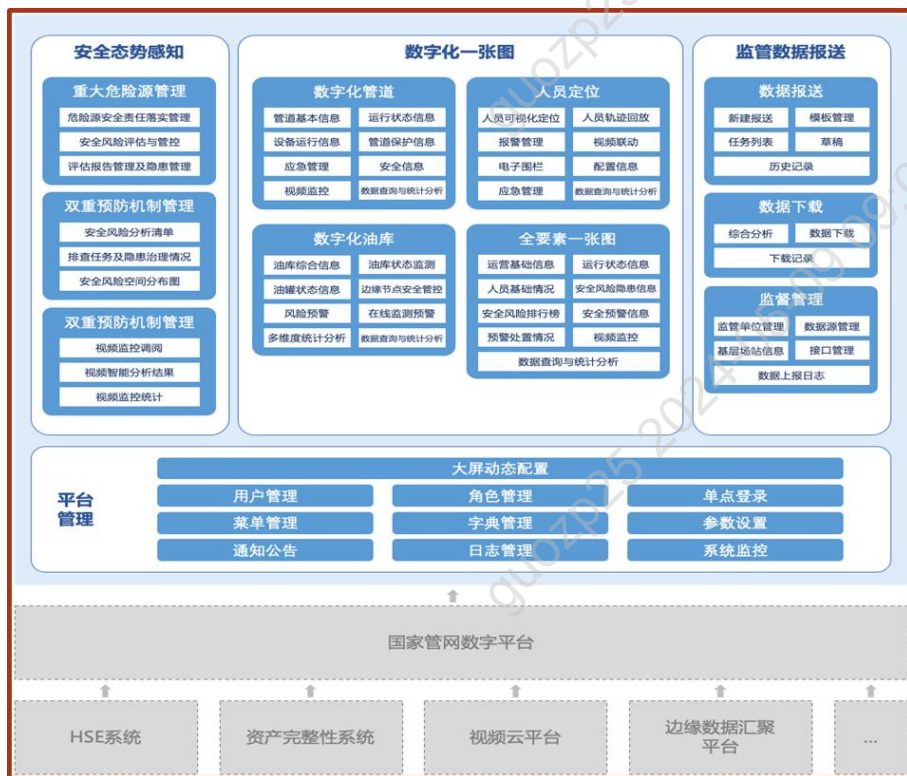 安全态势感知
重大危险源管理
危险源安全责任落实管理
安全风险评估与管控
评估报告管理及隐患管理
双重预防机制管理
安全风险分析清单
排查任务及隐患治理情况
安全风险空间分布图
双重预防机制管理
视频监控调阅
视频智能分析结果
视频监控统计
数字化一张图
数字化管道
管道基本信息 运行状态信息
设备运行信息 管道保护信息
应急管理 安全信息
视频监控 数据查询与统计分析
人员定位
人员可视化定位 人员轨迹回放
报警管理 视频联动
电子围栏 配置信息
应急管理 数据查询与统计分析
数字化油库
油库综合信息 油库状态监测
油罐状态信息 边缘节点安全管控
风险预警 在线监测预警
多维度统计分析 数据查询与统计分析
全要素一张图
运营基础信息 运行状态信息
人员基础情况 安全风险隐患信息
安全风险排行榜 安全预警信息
预警处置情况 视频监控
数据查询与统计分析
监管数据报送
数据报送
新建报送 模板管理
任务列表 草稿
历史记录
数据下载
综合分析 数据下载
下载记录
监督管理
监管单位管理 数据源管理
基层场站信息 接口管理
数据上报日志
平台
管理
大屏动态配置
用户管理 角色管理 单点登录
菜单管理 字典管理 参数设置
通知公告 日志管理 系统监控
国家管网数字平台
HSE系统
资产完整性系统
视频云平台
边缘数据汇聚
平台
...
guozp25 2024-05-09 09:0
guozp25